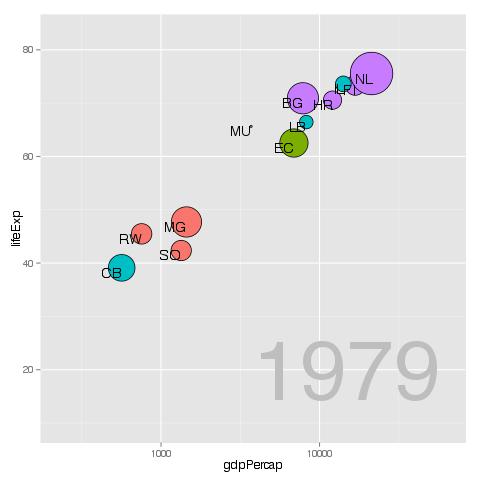 80
60
40
20
lifeExp
1000
10000
gdpPercap
NL
BG
HR
LB
MU
EC
MG
RW
SO
CB
1979